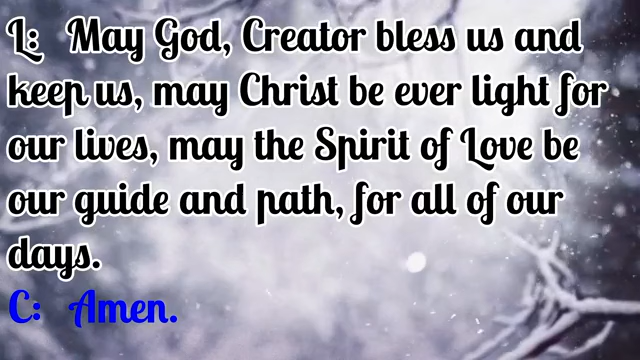 L: May God, Creator bless us and
keep us, may Christ be ever light for
our lives, may the Spirit of Love be
our guide and path, for all of our
days.
C: Amen.